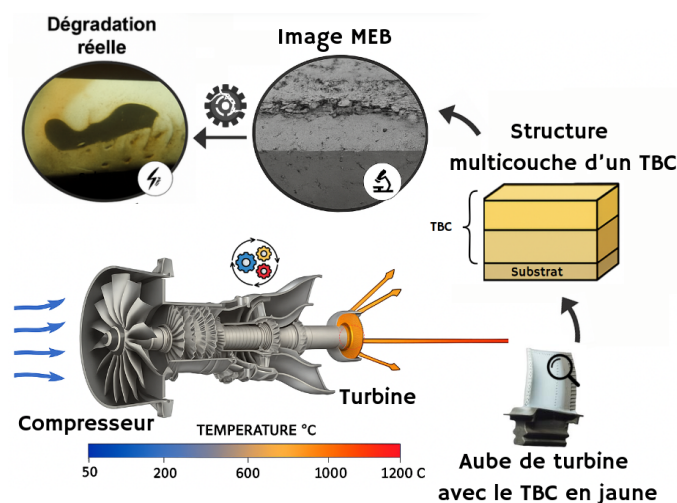 Dégradation
réelle
Image MEB
Structure
multicouche d'un TBC
TBC
Substrat
Compresseur
Turbine
TEMPERATURE °C
50
200
600
1000
1200 C
Aube de turbine
avec le TBC en jaune